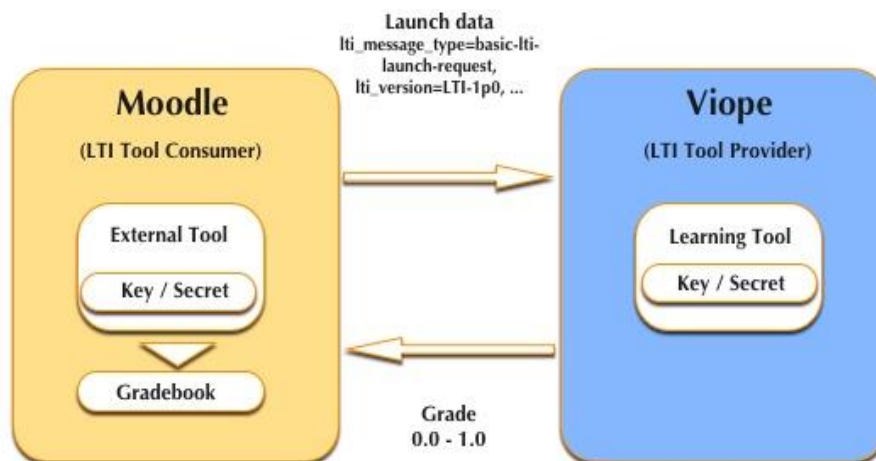 Launch data
lti_message_type=basic-lti-
launch-request,
lti_version=LTI-1p0, ...
Moodle
(LTI Tool Consumer)
External Tool
Key / Secret
Gradebook
Viope
(LTI Tool Provider)
Learning Tool
Key / Secret
Grade
0.0 - 1.0